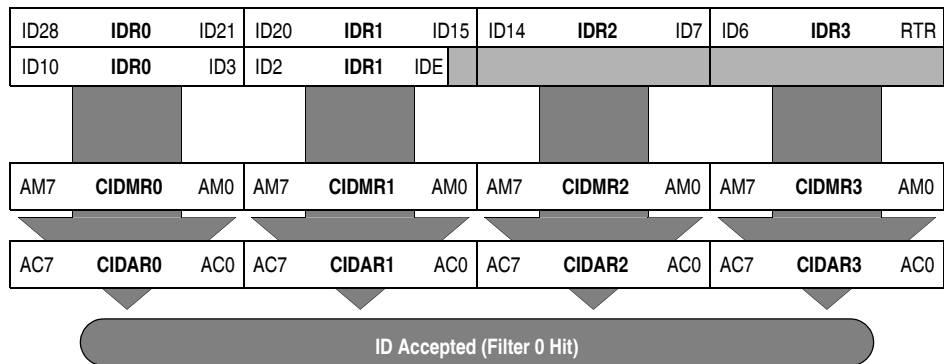 ID28 IDR0 ID21 ID20 IDR1 ID15 ID14 IDR2 ID7 ID6 IDR3 RTR
ID10 IDR0 ID3 ID2 IDR1 IDE
AM7 CIDMR0 AM0 AM7 CIDMR1 AM0 AM7 CIDMR2 AM0 AM7 CIDMR3 AM0
AC7 CIDAR0 AC0 AC7 CIDAR1 AC0 AC7 CIDAR2 AC0 AC7 CIDAR3 AC0
ID Accepted (Filter 0 Hit)